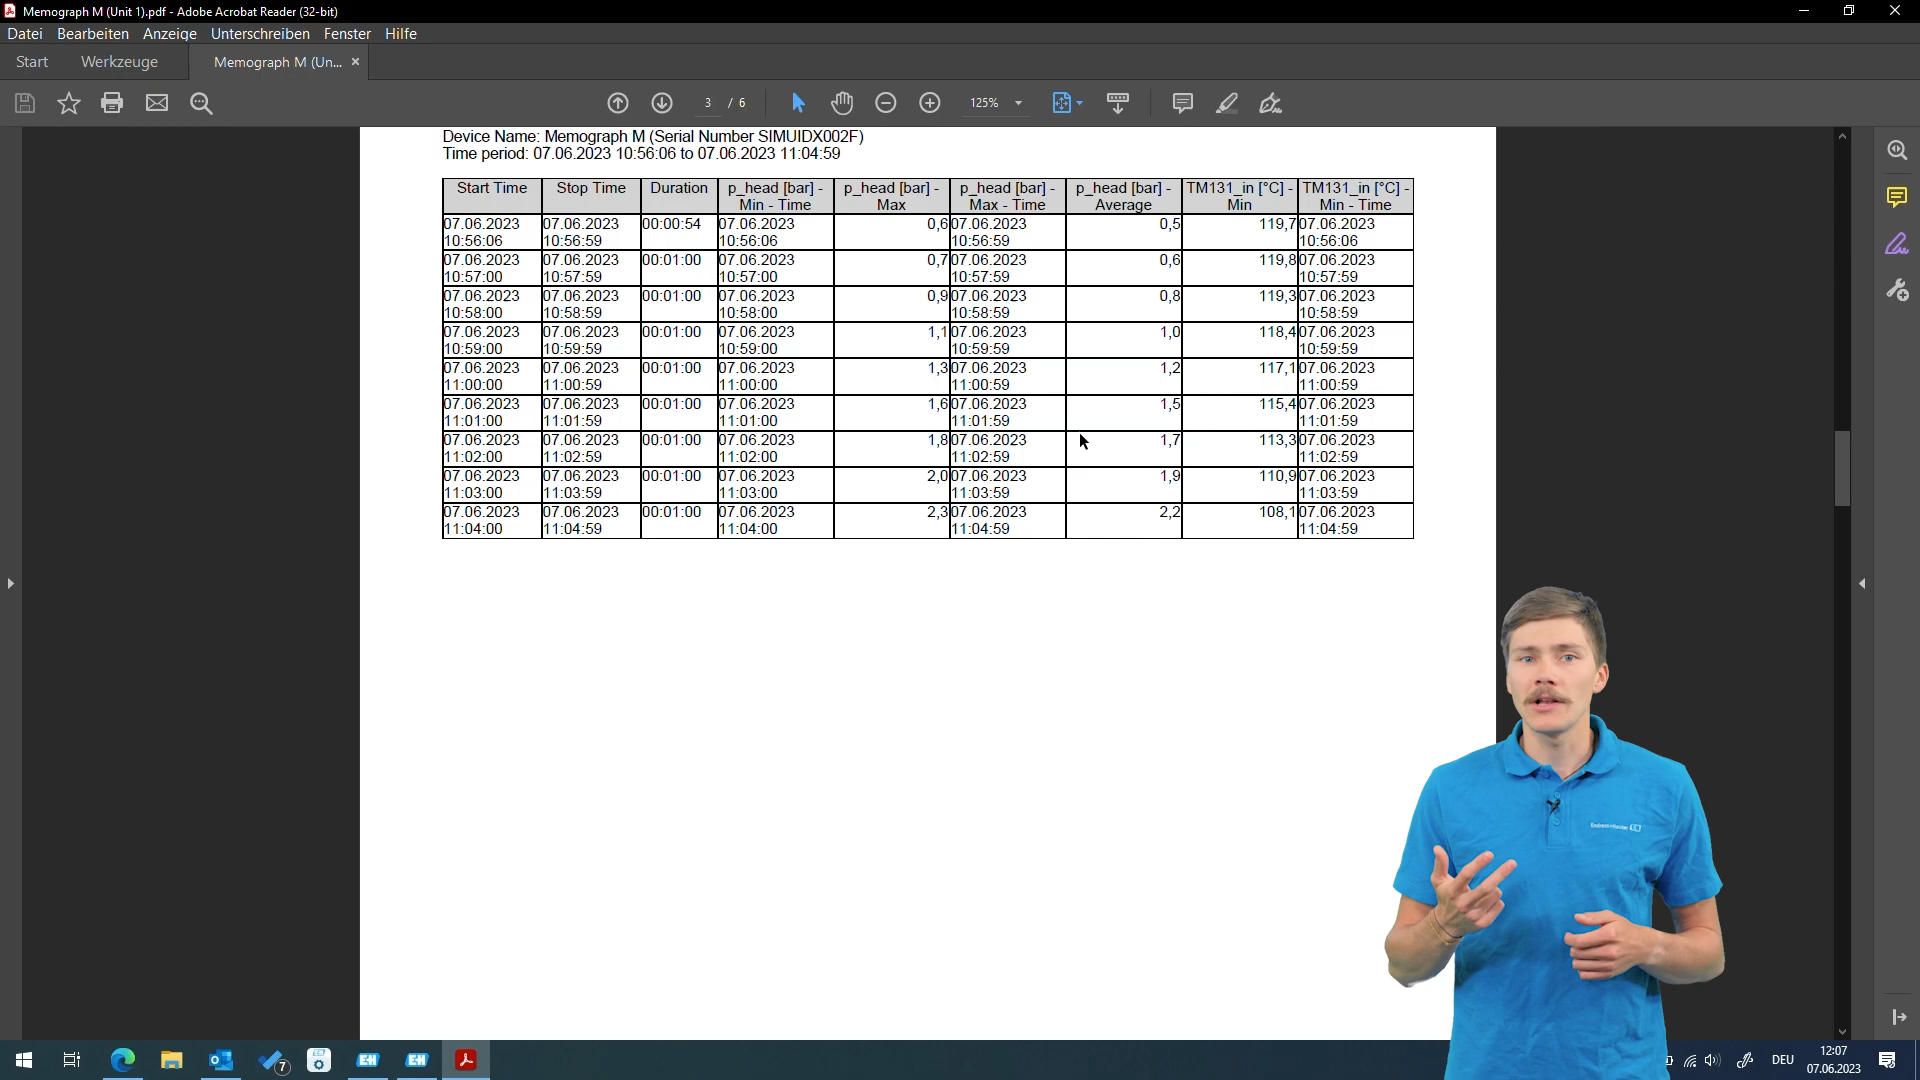 Memograph M (Unit 1).pdf - Adobe Acrobat Reader (32-bit)
Datei Bearbeiten Anzeige Unterschreiben Fenster Hilfe
Start Werkzeuge Memograph M (Un... ×
3 / 6 125%
Device Name: Memograph M (Serial Number SIMUIDX002F)
Time period: 07.06.2023 10:56:06 to 07.06.2023 11:04:59
Start Time Stop Time Duration p_head [bar] - p_head [bar] - p_head [bar] - p_head [bar] - TM131_in [°C] - TM131_in [°C] -
Min - Time Max Max - Time Average Min Min - Time
07.06.2023 07.06.2023 00:00:54 07.06.2023 0,6 07.06.2023 0,5 119,7 07.06.2023
10:56:06 10:56:59 10:56:06 10:56:59 10:56:06
07.06.2023 07.06.2023 00:01:00 07.06.2023 0,7 07.06.2023 0,6 119,8 07.06.2023
10:57:00 10:57:59 10:57:00 10:57:59 10:57:59
07.06.2023 07.06.2023 00:01:00 07.06.2023 0,9 07.06.2023 0,8 119,3 07.06.2023
10:58:00 10:58:59 10:58:00 10:58:59 10:58:59
07.06.2023 07.06.2023 00:01:00 07.06.2023 1,1 07.06.2023 1,0 118,4 07.06.2023
10:59:00 10:59:59 10:59:00 10:59:59 10:59:59
07.06.2023 07.06.2023 00:01:00 07.06.2023 1,3 07.06.2023 1,2 117,1 07.06.2023
11:00:00 11:00:59 11:00:00 11:00:59 11:00:59
07.06.2023 07.06.2023 00:01:00 07.06.2023 1,6 07.06.2023 1,5 115,4 07.06.2023
11:01:00 11:01:59 11:01:00 11:01:59 11:01:59
07.06.2023 07.06.2023 00:01:00 07.06.2023 1,8 07.06.2023 1,7 113,3 07.06.2023
11:02:00 11:02:59 11:02:00 11:02:59 11:02:59
07.06.2023 07.06.2023 00:01:00 07.06.2023 2,0 07.06.2023 1,9 110,9 07.06.2023
11:03:00 11:03:59 11:03:00 11:03:59 11:03:59
07.06.2023 07.06.2023 00:01:00 07.06.2023 2,3 07.06.2023 2,2 108,1 07.06.2023
11:04:00 11:04:59 11:04:00 11:04:59 11:04:59
Endress+Hauser
7 EH EH DEU 12:07
07.06.2023